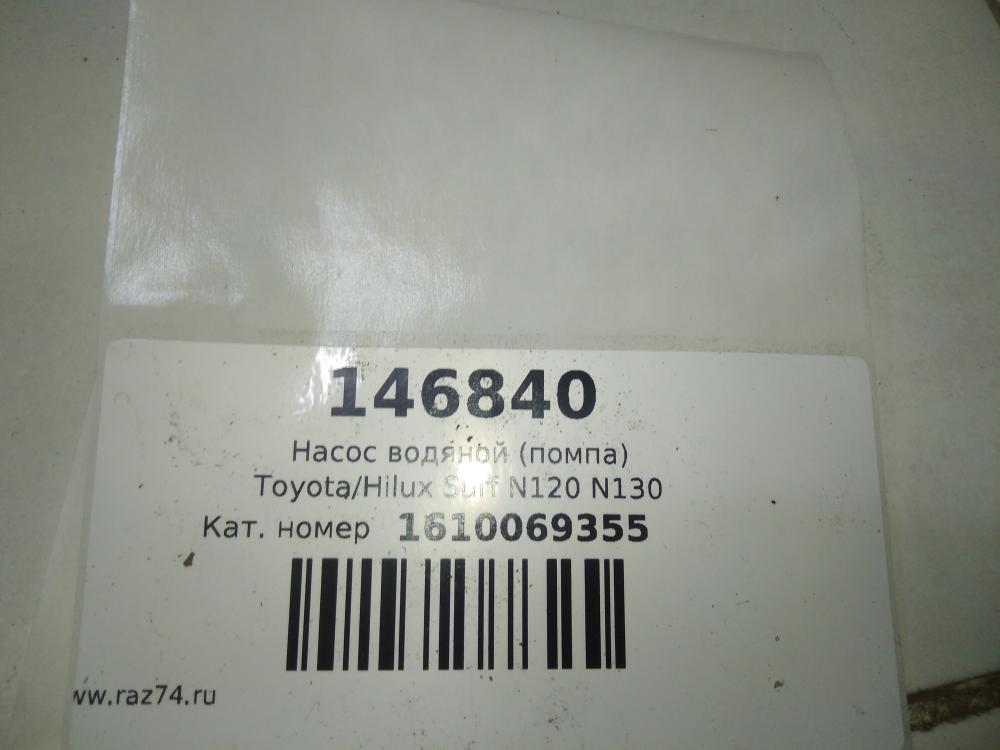 146840
Насос водяной (помпа)
Toyota/Hilux Surf N120 N130
Кат. номер 1610069355
ww.raz74.ru